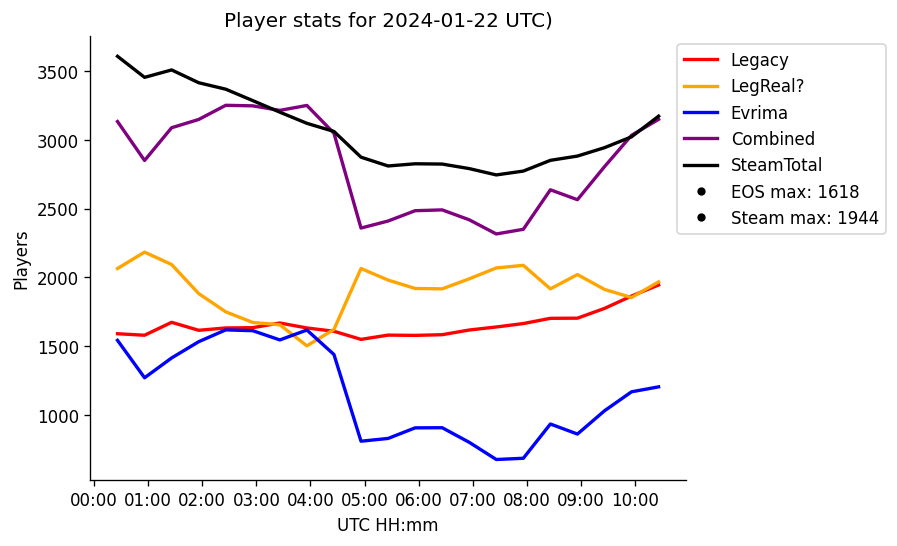 Player stats for 2024-01-22 UTC)
Legacy
LegReal?
Evrima
Combined
SteamTotal
EOS max: 1618
Steam max: 1944
Players
3500
3000
2500
2000
1500
1000
00:00 01:00 02:00 03:00 04:00 05:00 06:00 07:00 08:00 09:00 10:00
UTC HH:mm